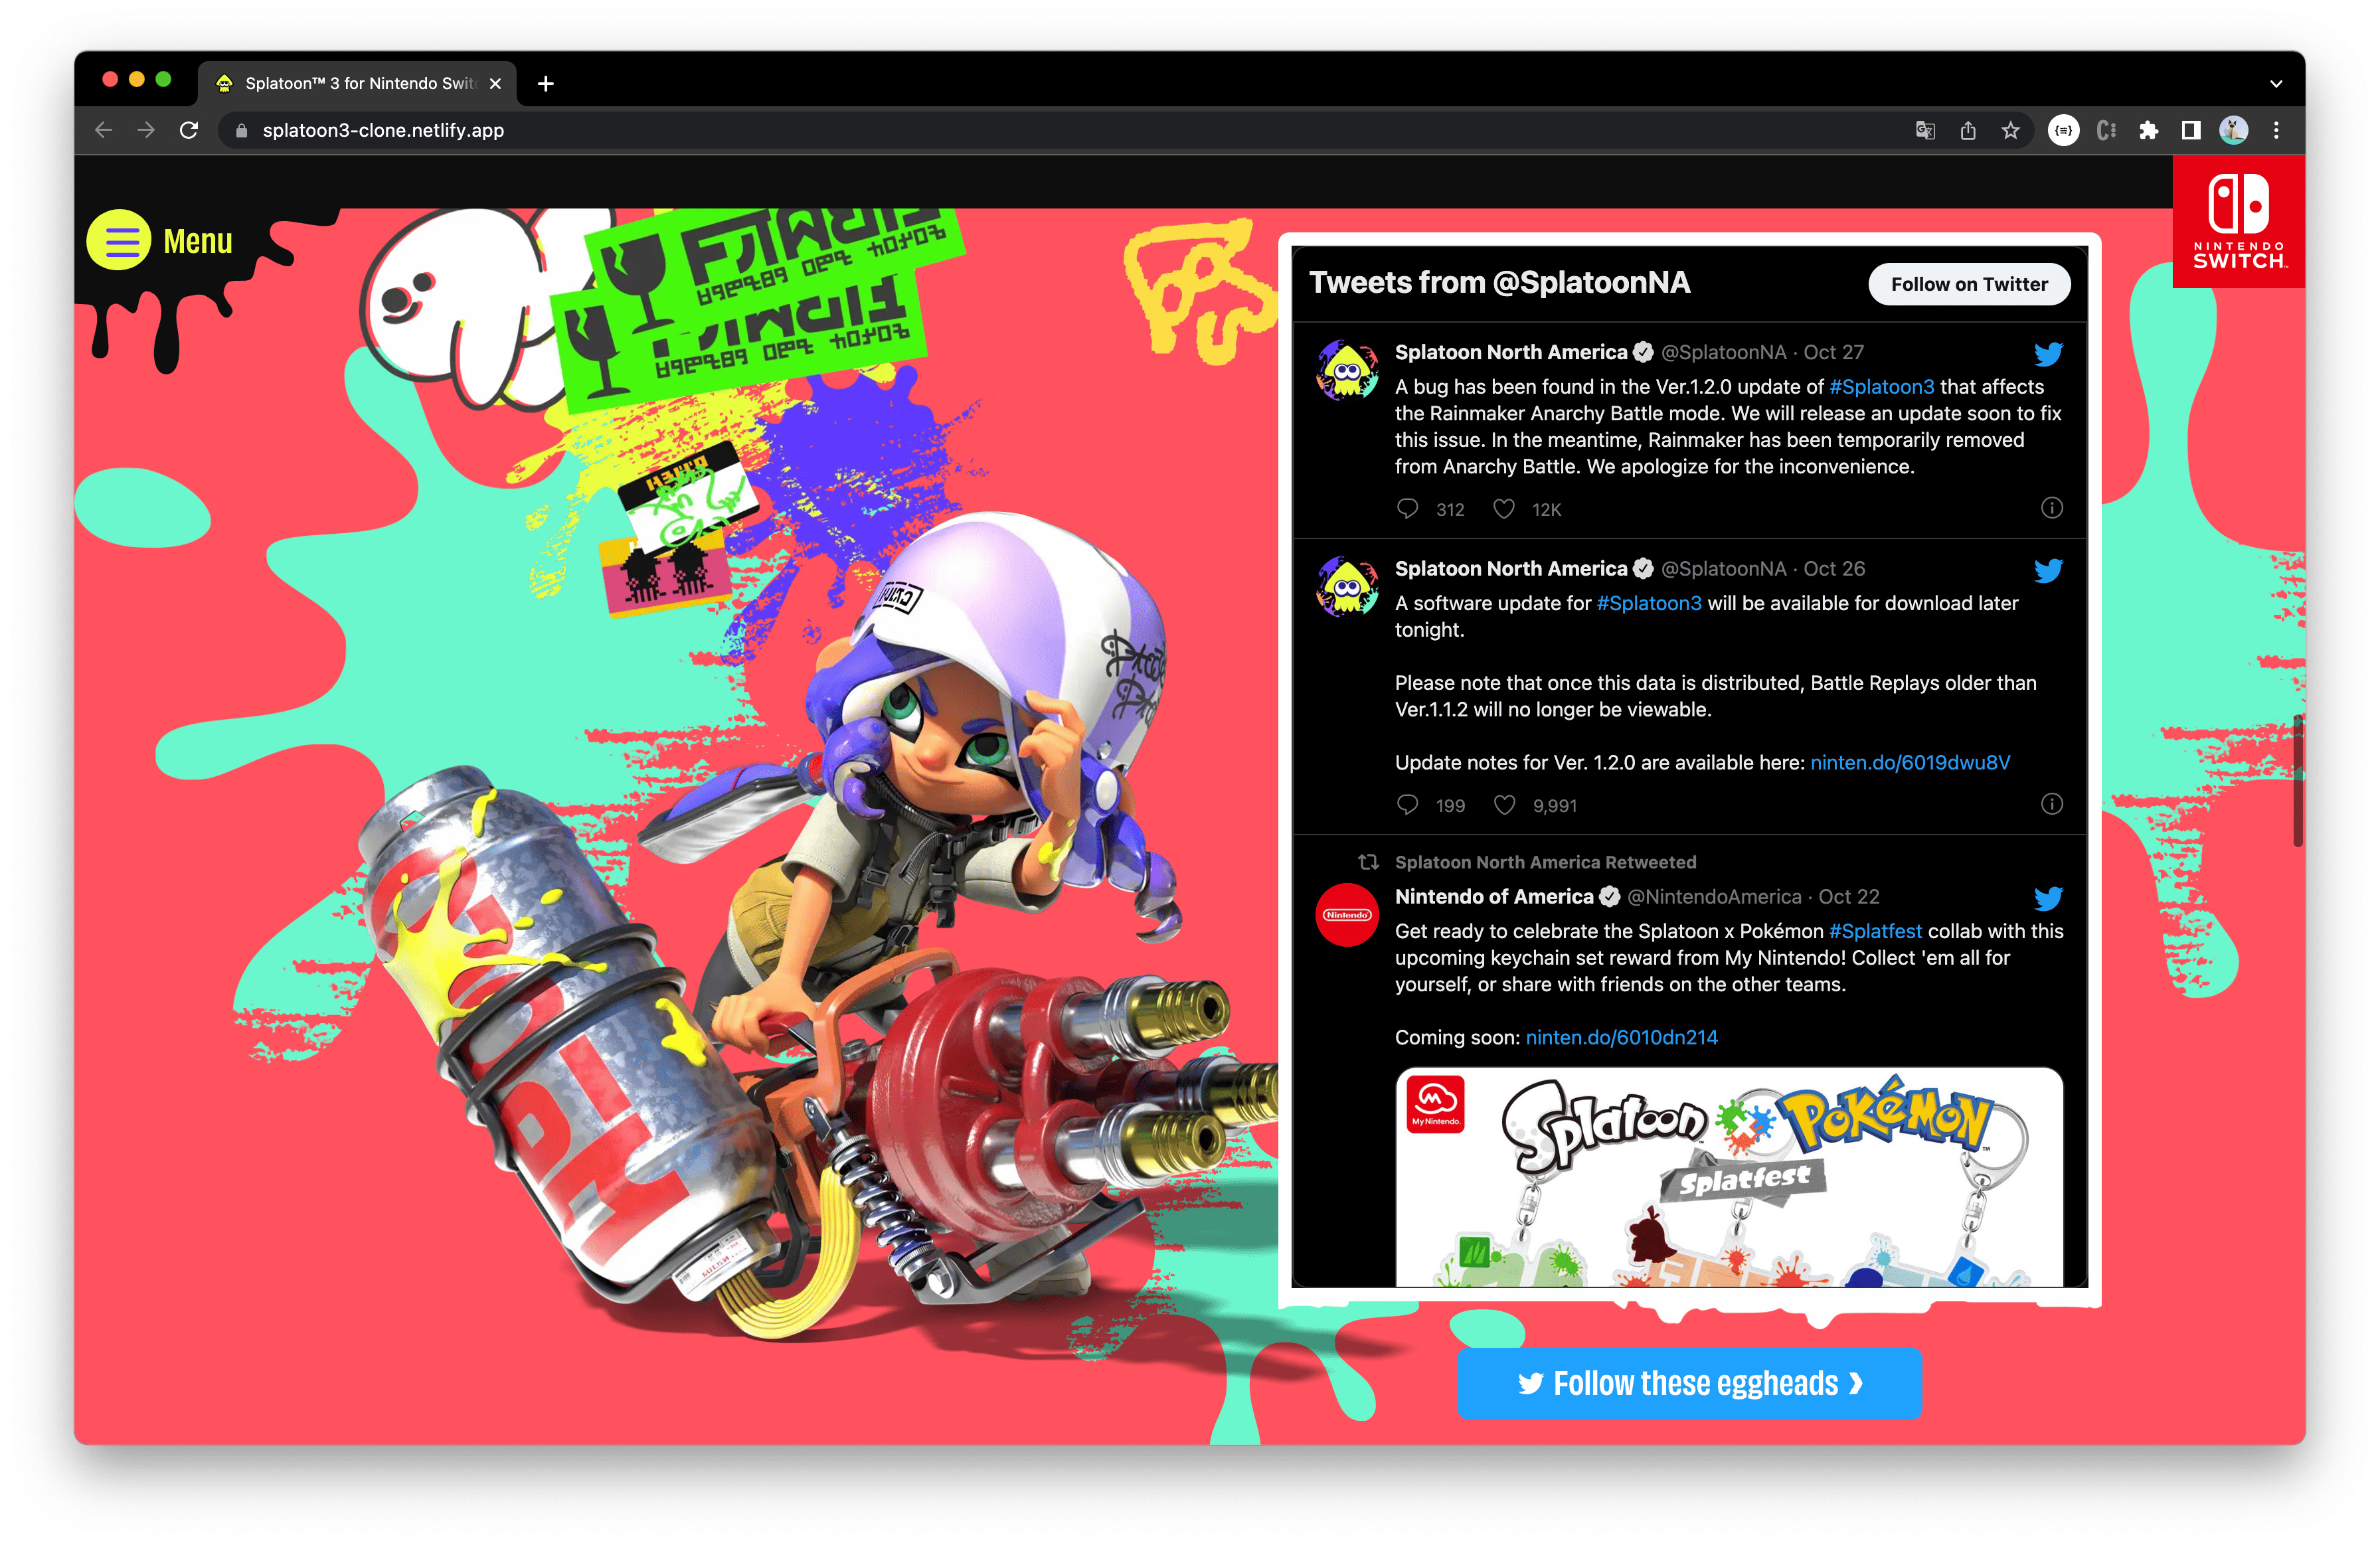 Splatoon™ 3 for Nintendo Swit
splatoon3-clone.netlify.app
Menu
NINTENDO
SWITCH
Tweets from @SplatoonNA
Follow on Twitter
Splatoon North America @SplatoonNA · Oct 27
A bug has been found in the Ver.1.2.0 update of #Splatoon3 that affects
the Rainmaker Anarchy Battle mode. We will release an update soon to fix
this issue. In the meantime, Rainmaker has been temporarily removed
from Anarchy Battle. We apologize for the inconvenience.
312 12K
Splatoon North America @SplatoonNA · Oct 26
A software update for #Splatoon3 will be available for download later
tonight.
Please note that once this data is distributed, Battle Replays older than
Ver.1.1.2 will no longer be viewable.
Update notes for Ver. 1.2.0 are available here: ninten.do/6019dwu8V
199 9,991
Splatoon North America Retweeted
Nintendo of America @NintendoAmerica · Oct 22
Nintendo
Get ready to celebrate the Splatoon x Pokémon #Splatfest collab with this
upcoming keychain set reward from My Nintendo! Collect 'em all for
yourself, or share with friends on the other teams.
Coming soon: ninten.do/6010dn214
My Nintendo
Splatoon POKÉMON™
Splatfest
Follow these eggheads ❯